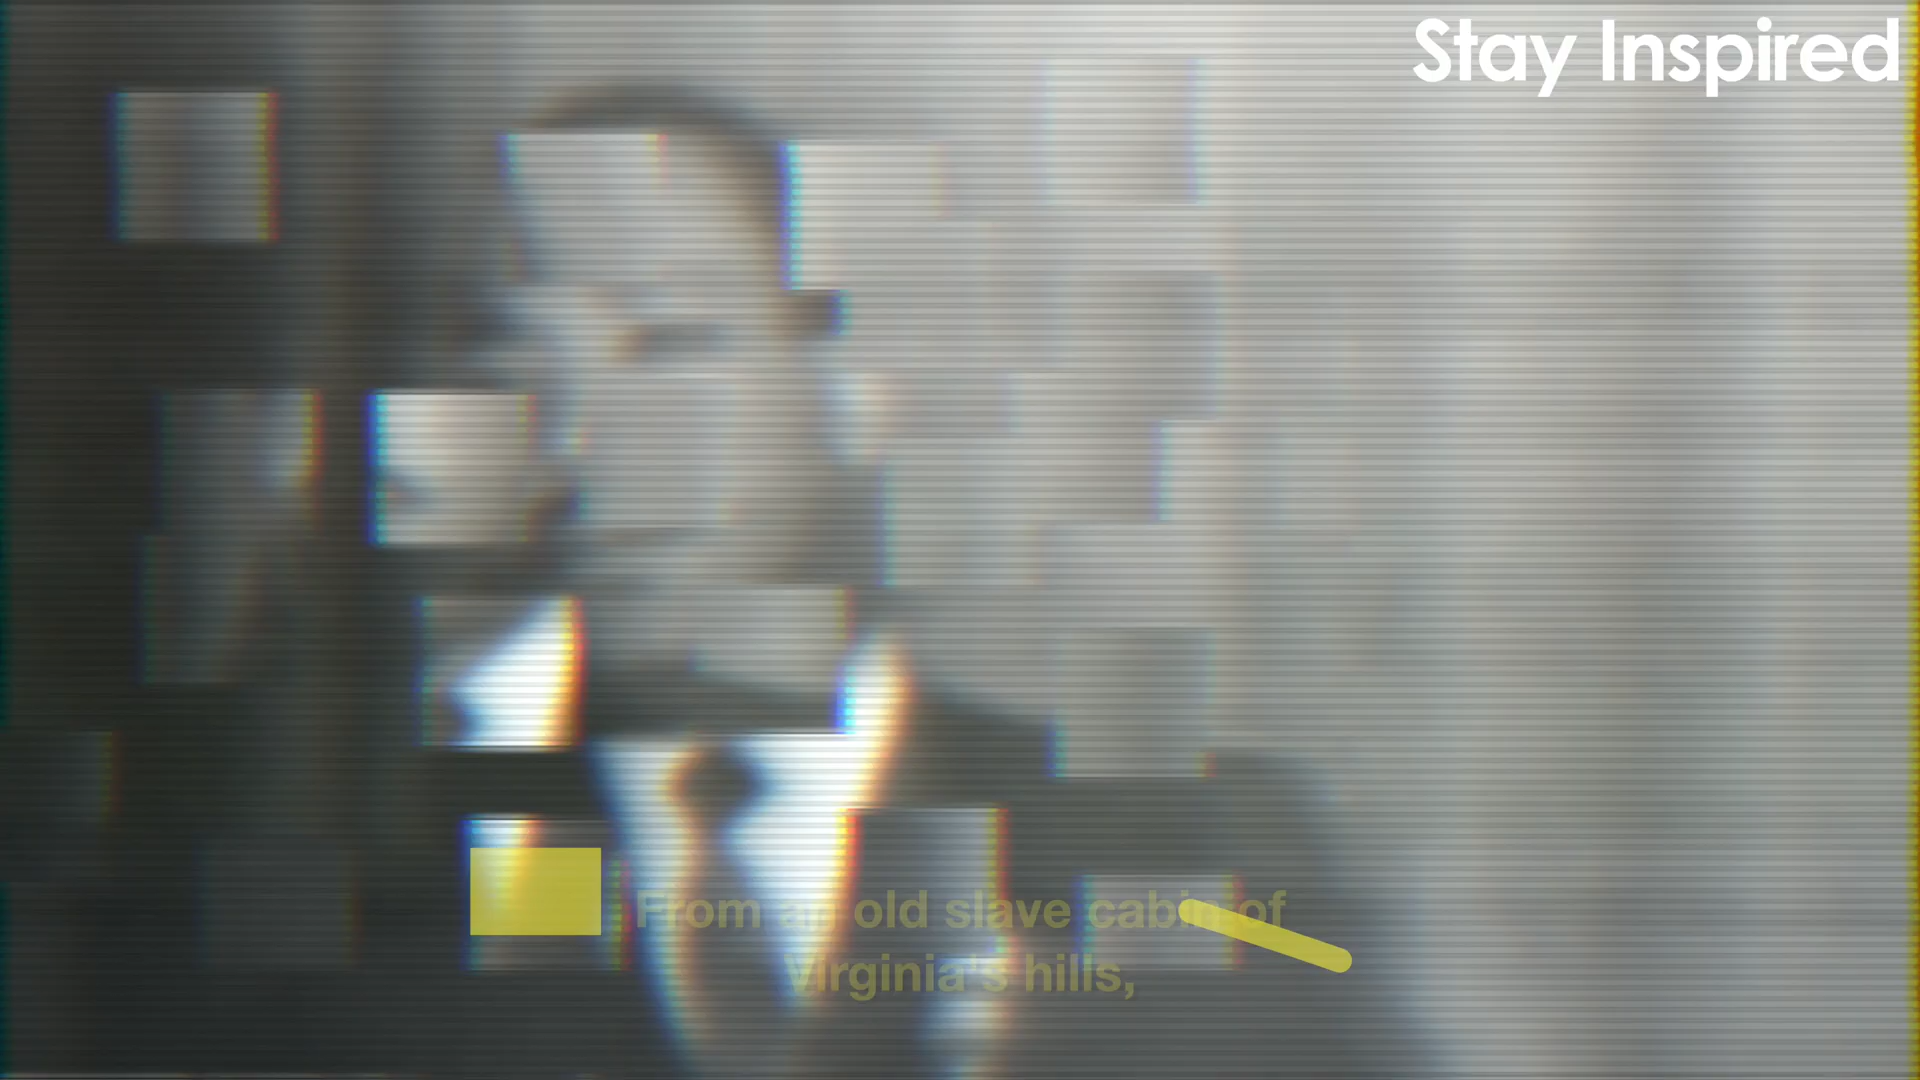 Stay Inspired
From an old slave cabin of
Virginia's hills,